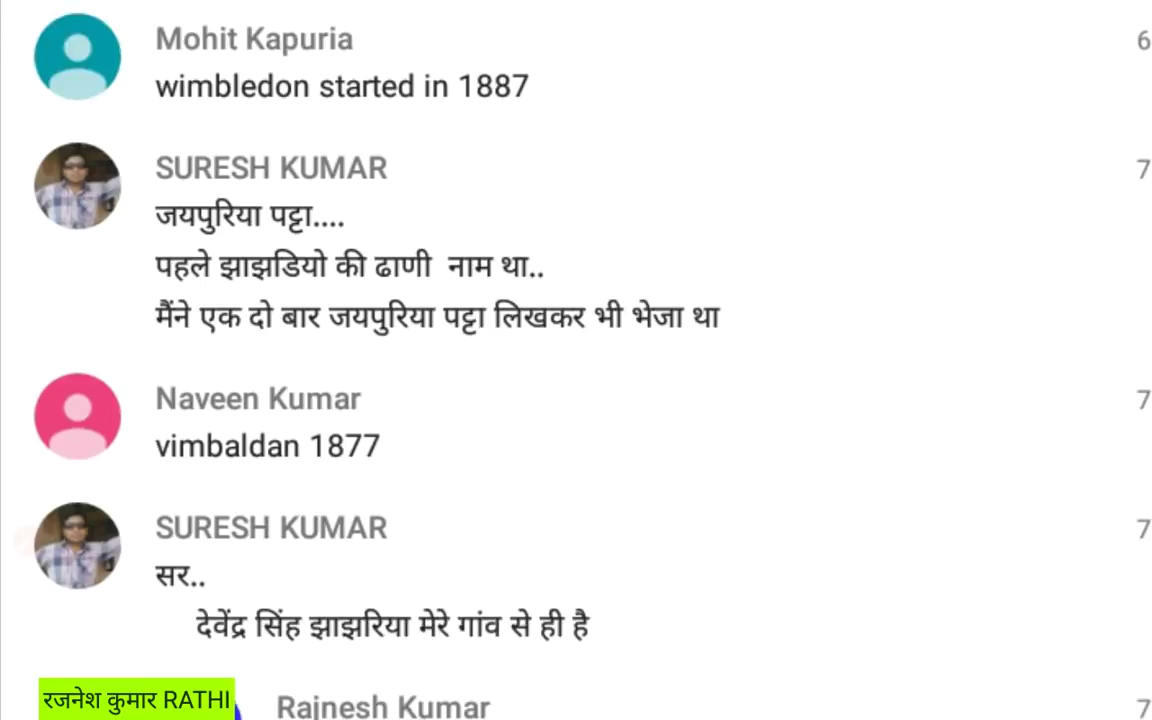 Mohit Kapuria 6
wimbledon started in 1887
SURESH KUMAR 7
जयपुरिया पट्टा....
पहले झाझडियो की ढाणी नाम था..
मैंने एक दो बार जयपुरिया पट्टा लिखकर भी भेजा था
Naveen Kumar 7
vimbaldan 1877
SURESH KUMAR 7
सर..
देवेंद्र सिंह झाझरिया मेरे गांव से ही है
रजनेश कुमार RATHI
Rajnesh Kumar 7